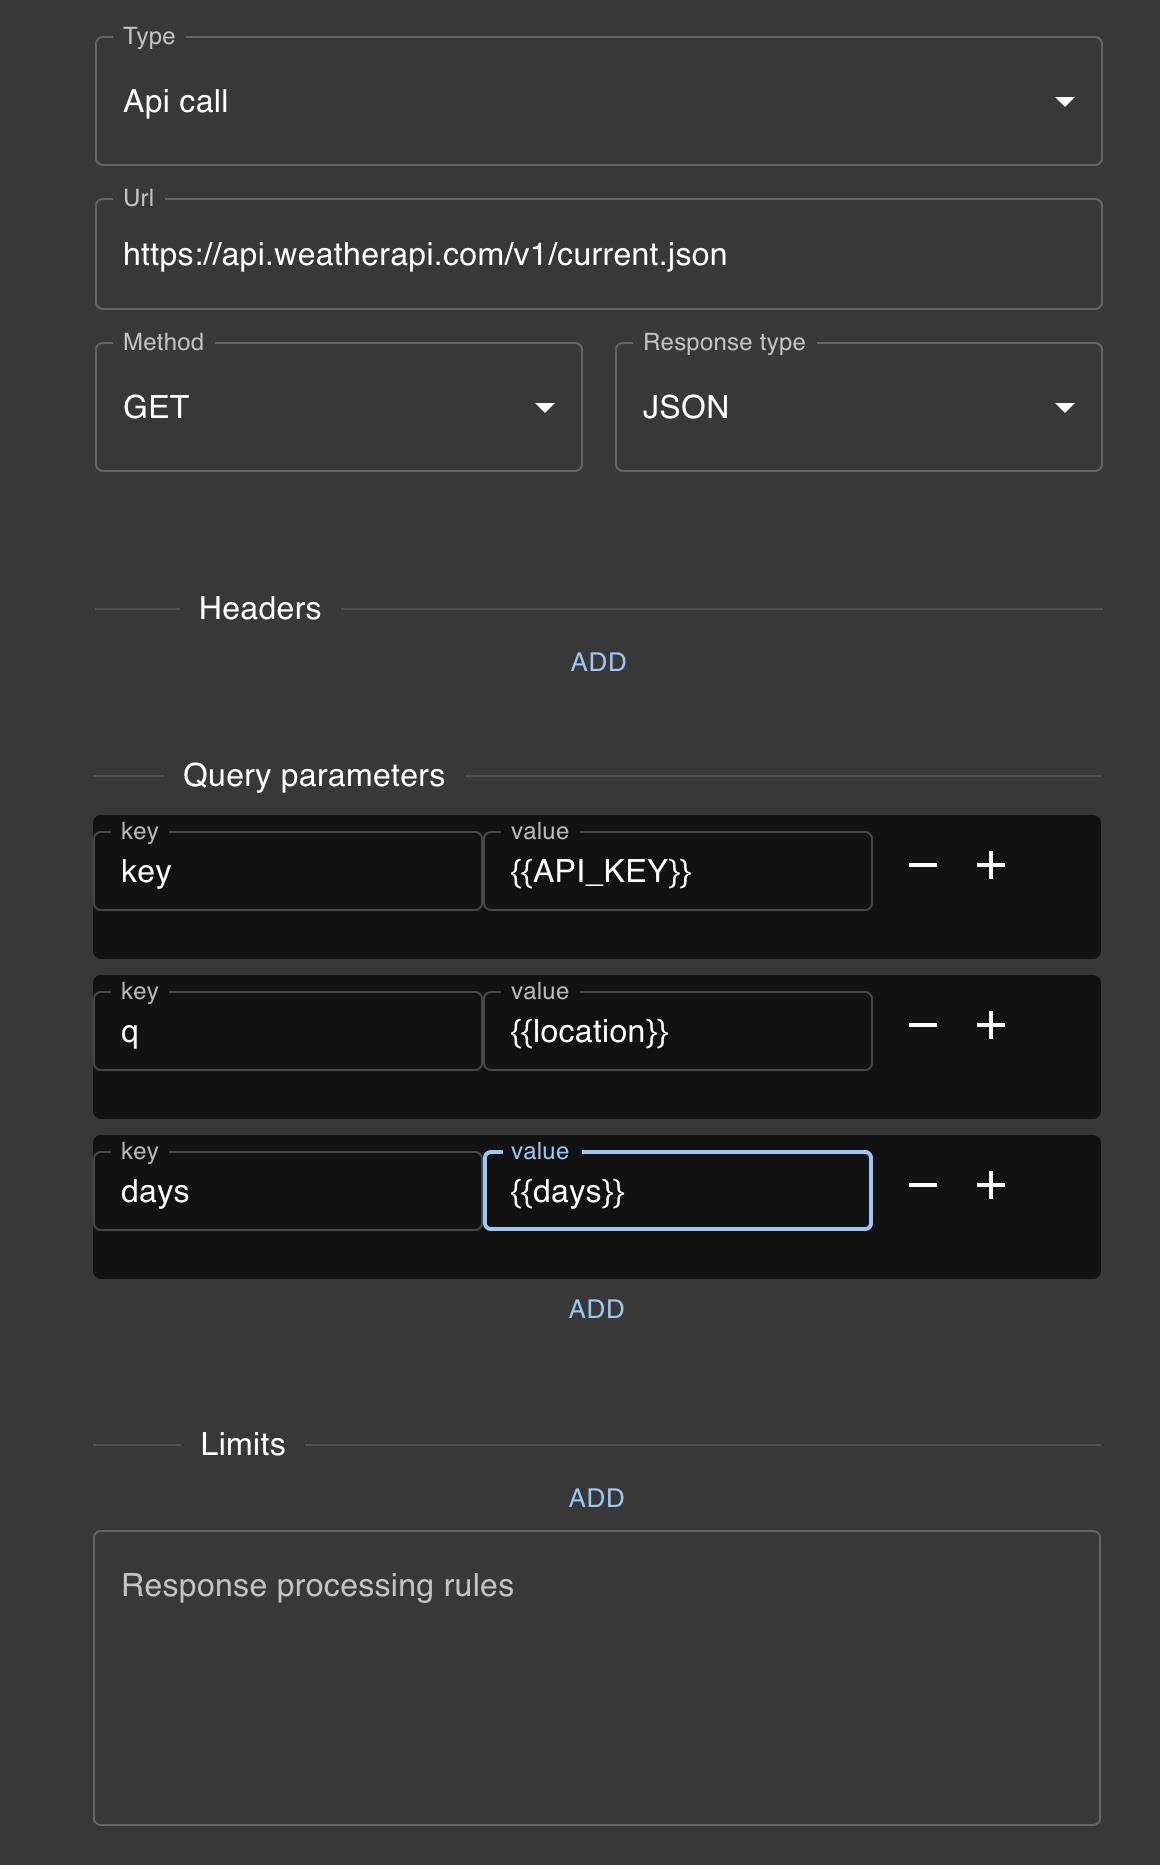 Type
Api call
Url
https://api.weatherapi.com/v1/current.json
Method
Response type
GET
JSON
Headers
ADD
Query parameters
key
value
key
{{API_KEY}}
key
value
q
{{location}}
key
value
days
{{days}}
ADD
Limits
ADD
Response processing rules